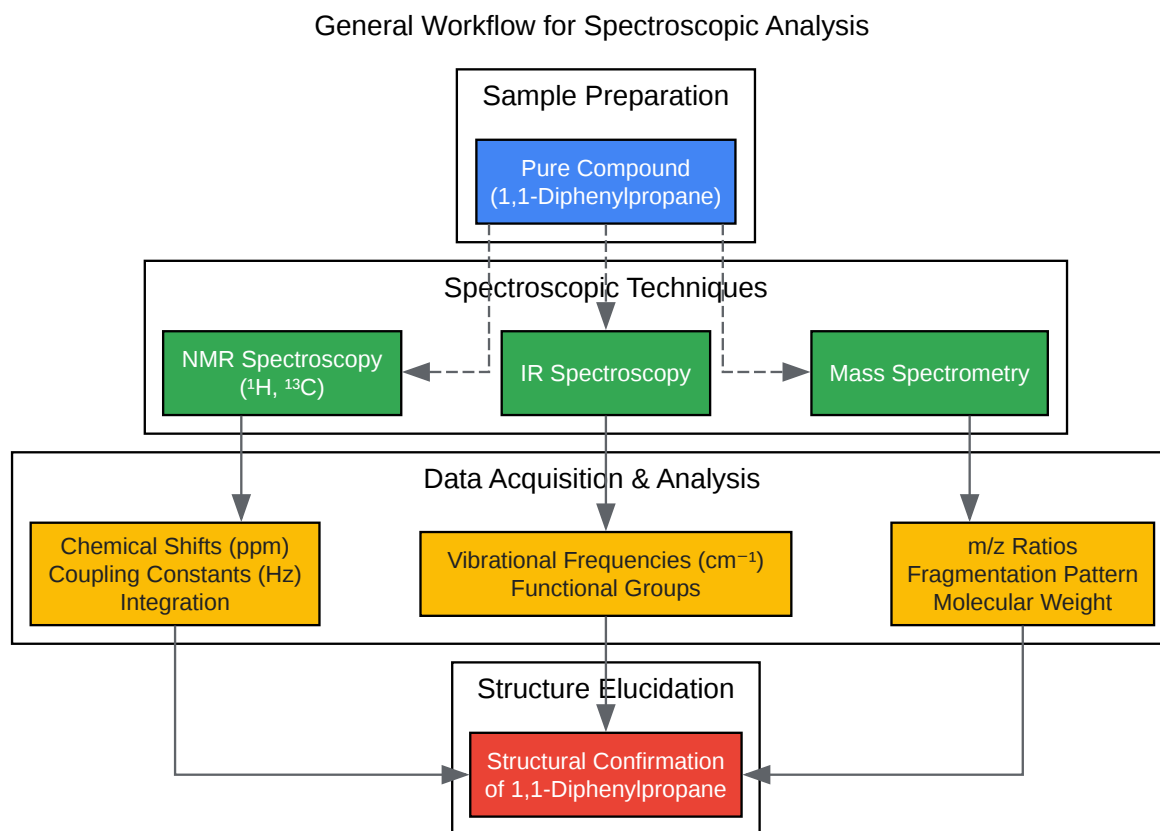 General Workflow for Spectroscopic Analysis
Sample Preparation
Pure Compound
(1,1-Diphenylpropane)
Spectroscopic Techniques
NMR Spectroscopy
(¹H, ¹³C)
IR Spectroscopy
Mass Spectrometry
Data Acquisition & Analysis
Chemical Shifts (ppm)
Coupling Constants (Hz)
Integration
Vibrational Frequencies (cm⁻¹)
Functional Groups
m/z Ratios
Fragmentation Pattern
Molecular Weight
Structure Elucidation
Structural Confirmation
of 1,1-Diphenylpropane